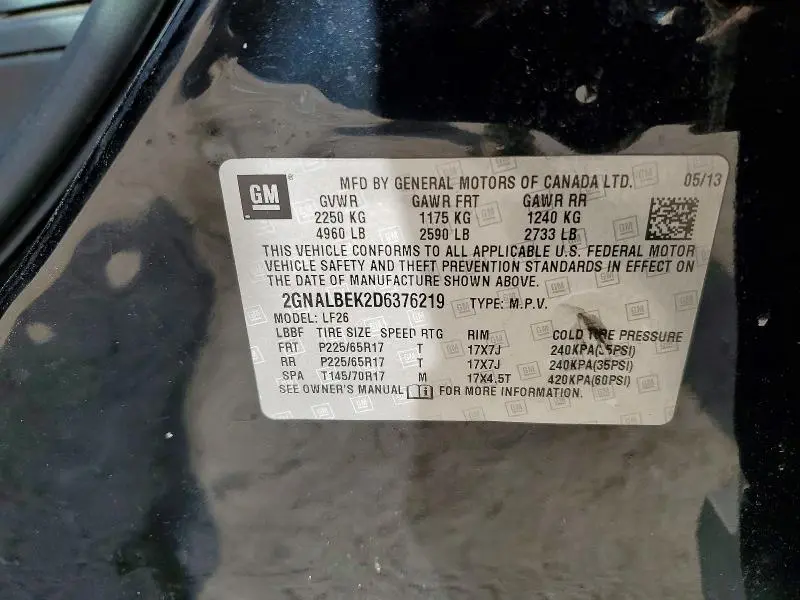 GM ® MFD BY GENERAL MOTORS OF CANADA LTD. 05/13
GVWR GAWR FRT GAWR RR
2250 KG 1175 KG 1240 KG
4960 LB 2590 LB 2733 LB
THIS VEHICLE CONFORMS TO ALL APPLICABLE U.S. FEDERAL MOTOR
VEHICLE SAFETY AND THEFT PREVENTION STANDARDS IN EFFECT ON
THE DATE OF MANUFACTURE SHOWN ABOVE.
2GNALBEK2D6376219 TYPE: M.P.V.
MODEL: LF26
LBBF TIRE SIZE SPEED RTG RIM COLD TIRE PRESSURE
FRT P225/65R17 T 17X7J 240KPA(35PSI)
RR P225/65R17 T 17X7J 240KPA(35PSI)
SPA T145/70R17 M 17X4.5T 420KPA(60PSI)
SEE OWNER'S MANUAL i FOR MORE INFORMATION.